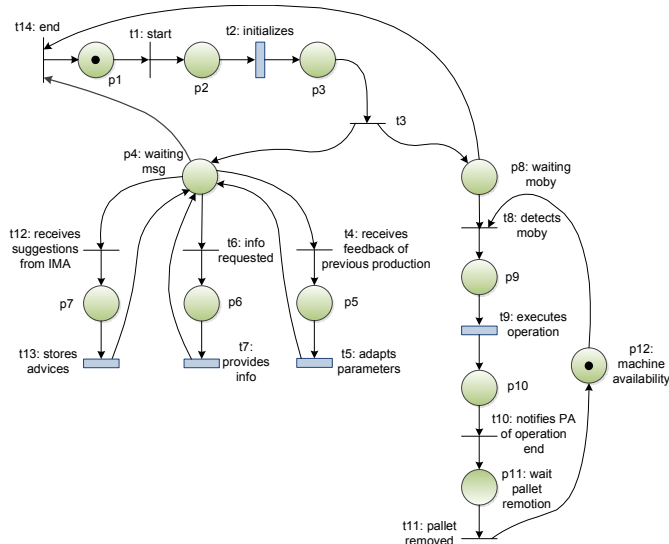 t14: end
t1: start
t2: initializes
p1
p2
p3
t3
p4: waiting
msg
p8: waiting
moby
t12: receives
suggestions
from IMA
t6: info
requested
t4: receives
feedback of
previous production
t8: detects
moby
p7
p6
p5
p9
t13: stores
advices
t7:
provides
info
t5: adapts
parameters
t9: executes
operation
p12:
machine
availability
p10
t10: notifies PA
of operation
end
p11: wait
pallet
remotion
t11: pallet
removed